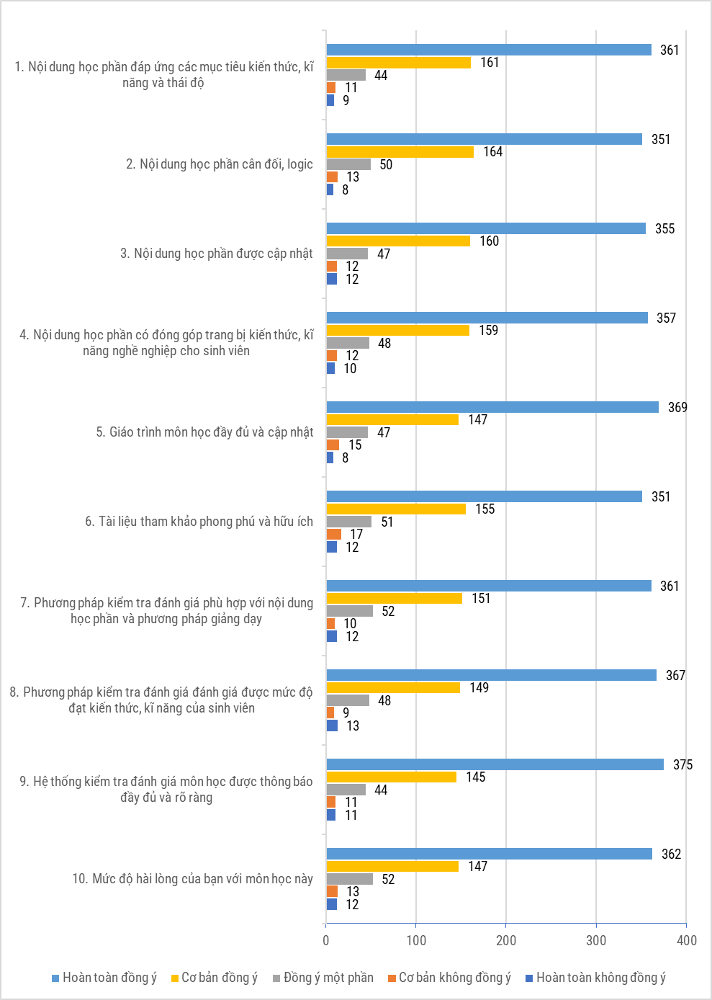 361
1. Nội dung học phần đáp ứng các mục tiêu kiến thức, kĩ
năng và thái độ
161
44
11
9
351
2. Nội dung học phần cân đối, logic
164
50
13
8
355
3. Nội dung học phần được cập nhật
160
47
12
12
357
4. Nội dung học phần có đóng góp trang bị kiến thức, kĩ
năng nghề nghiệp cho sinh viên
159
48
12
10
369
5. Giáo trình môn học đầy đủ và cập nhật
147
47
15
8
351
6. Tài liệu tham khảo phong phú và hữu ích
155
51
17
12
361
7. Phương pháp kiểm tra đánh giá phù hợp với nội dung
học phần và phương pháp giảng dạy
151
52
10
12
367
8. Phương pháp kiểm tra đánh giá đánh giá được mức độ
đạt kiến thức, kĩ năng của sinh viên
149
48
9
13
375
9. Hệ thống kiểm tra đánh giá môn học được thông báo
đầy đủ và rõ ràng
145
44
11
11
362
10. Mức độ hài lòng của bạn với môn học này
147
52
13
12
0 100 200 300 400
Hoàn toàn đồng ý Cơ bản đồng ý Đồng ý một phần Cơ bản không đồng ý Hoàn toàn không đồng ý